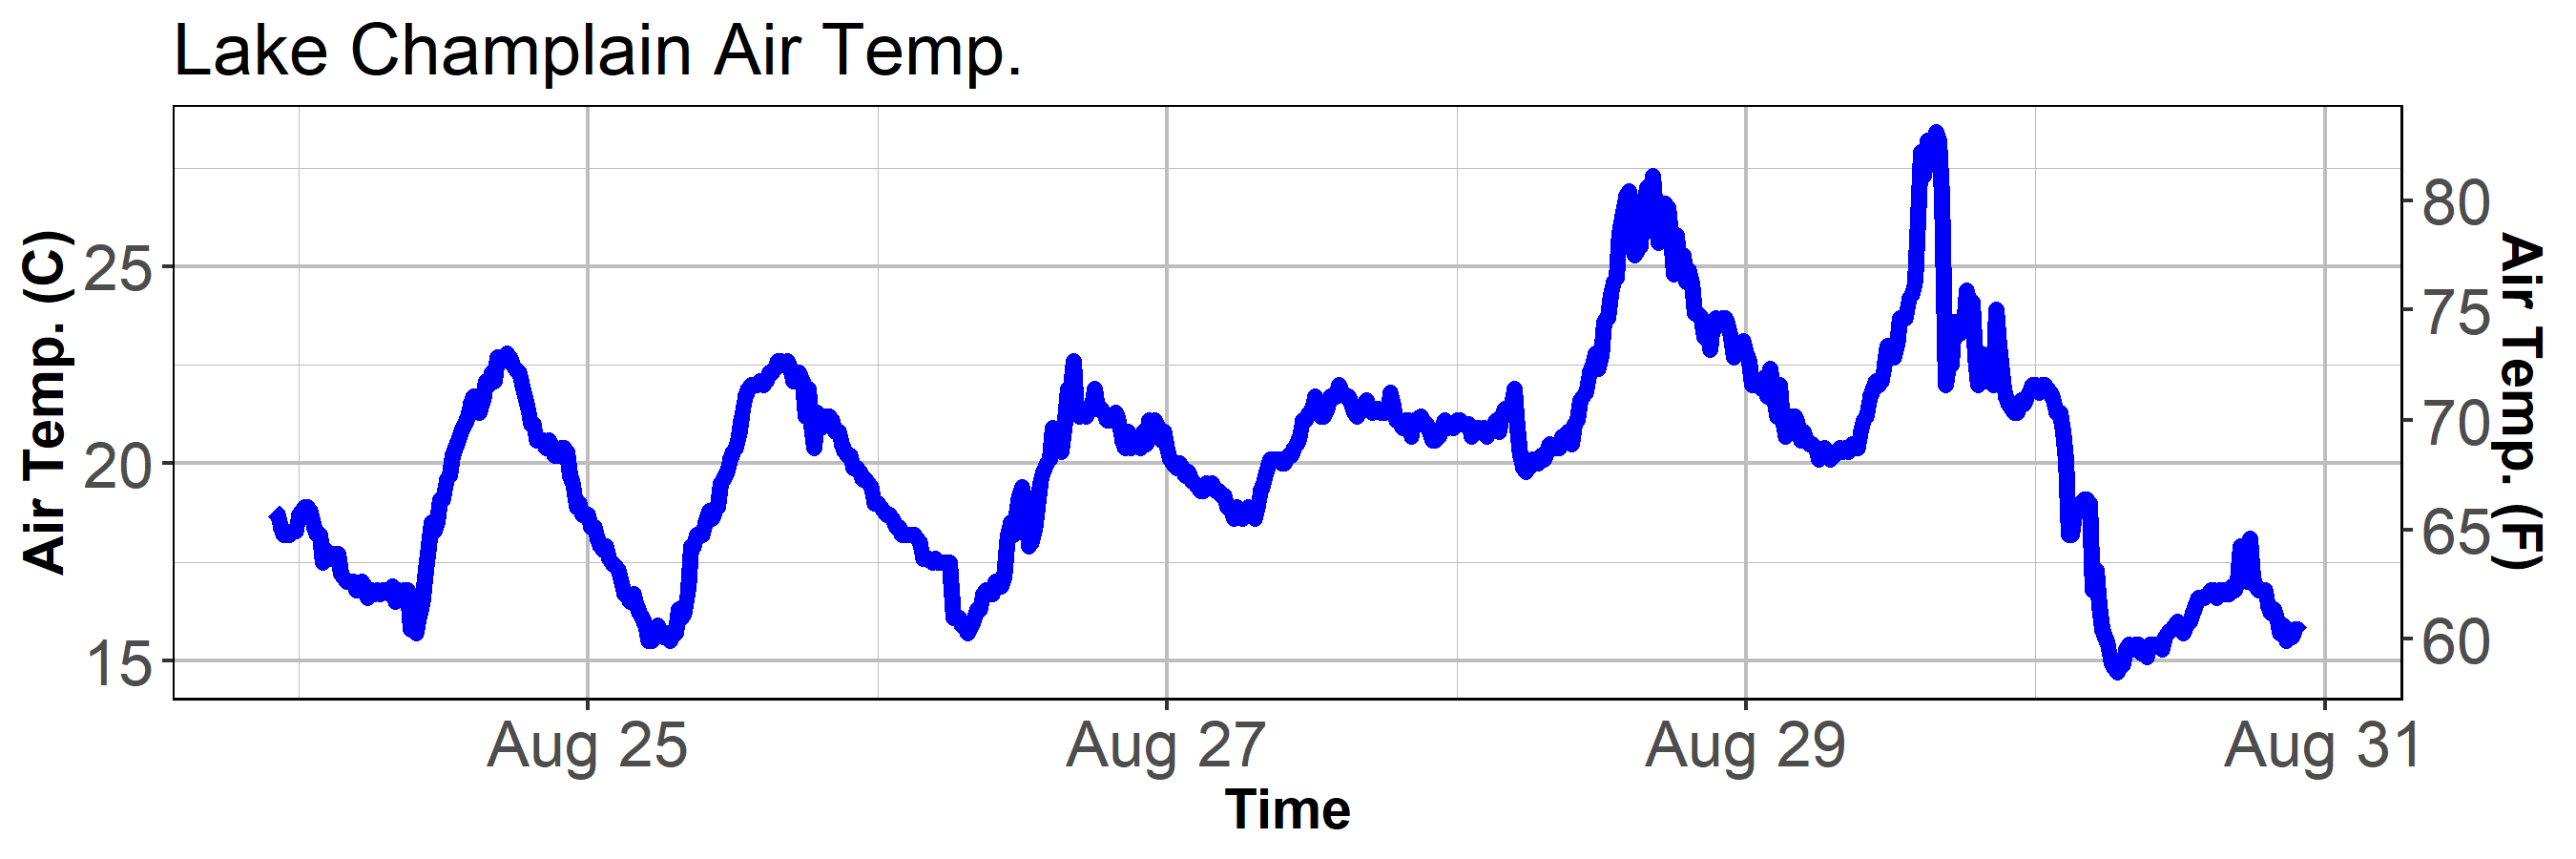 Lake Champlain Air Temp.
Air Temp. (C)
25
20
15
80
75
70
65
60
Air Temp. (F)
Aug 25
Aug 27
Aug 29
Aug 31
Time